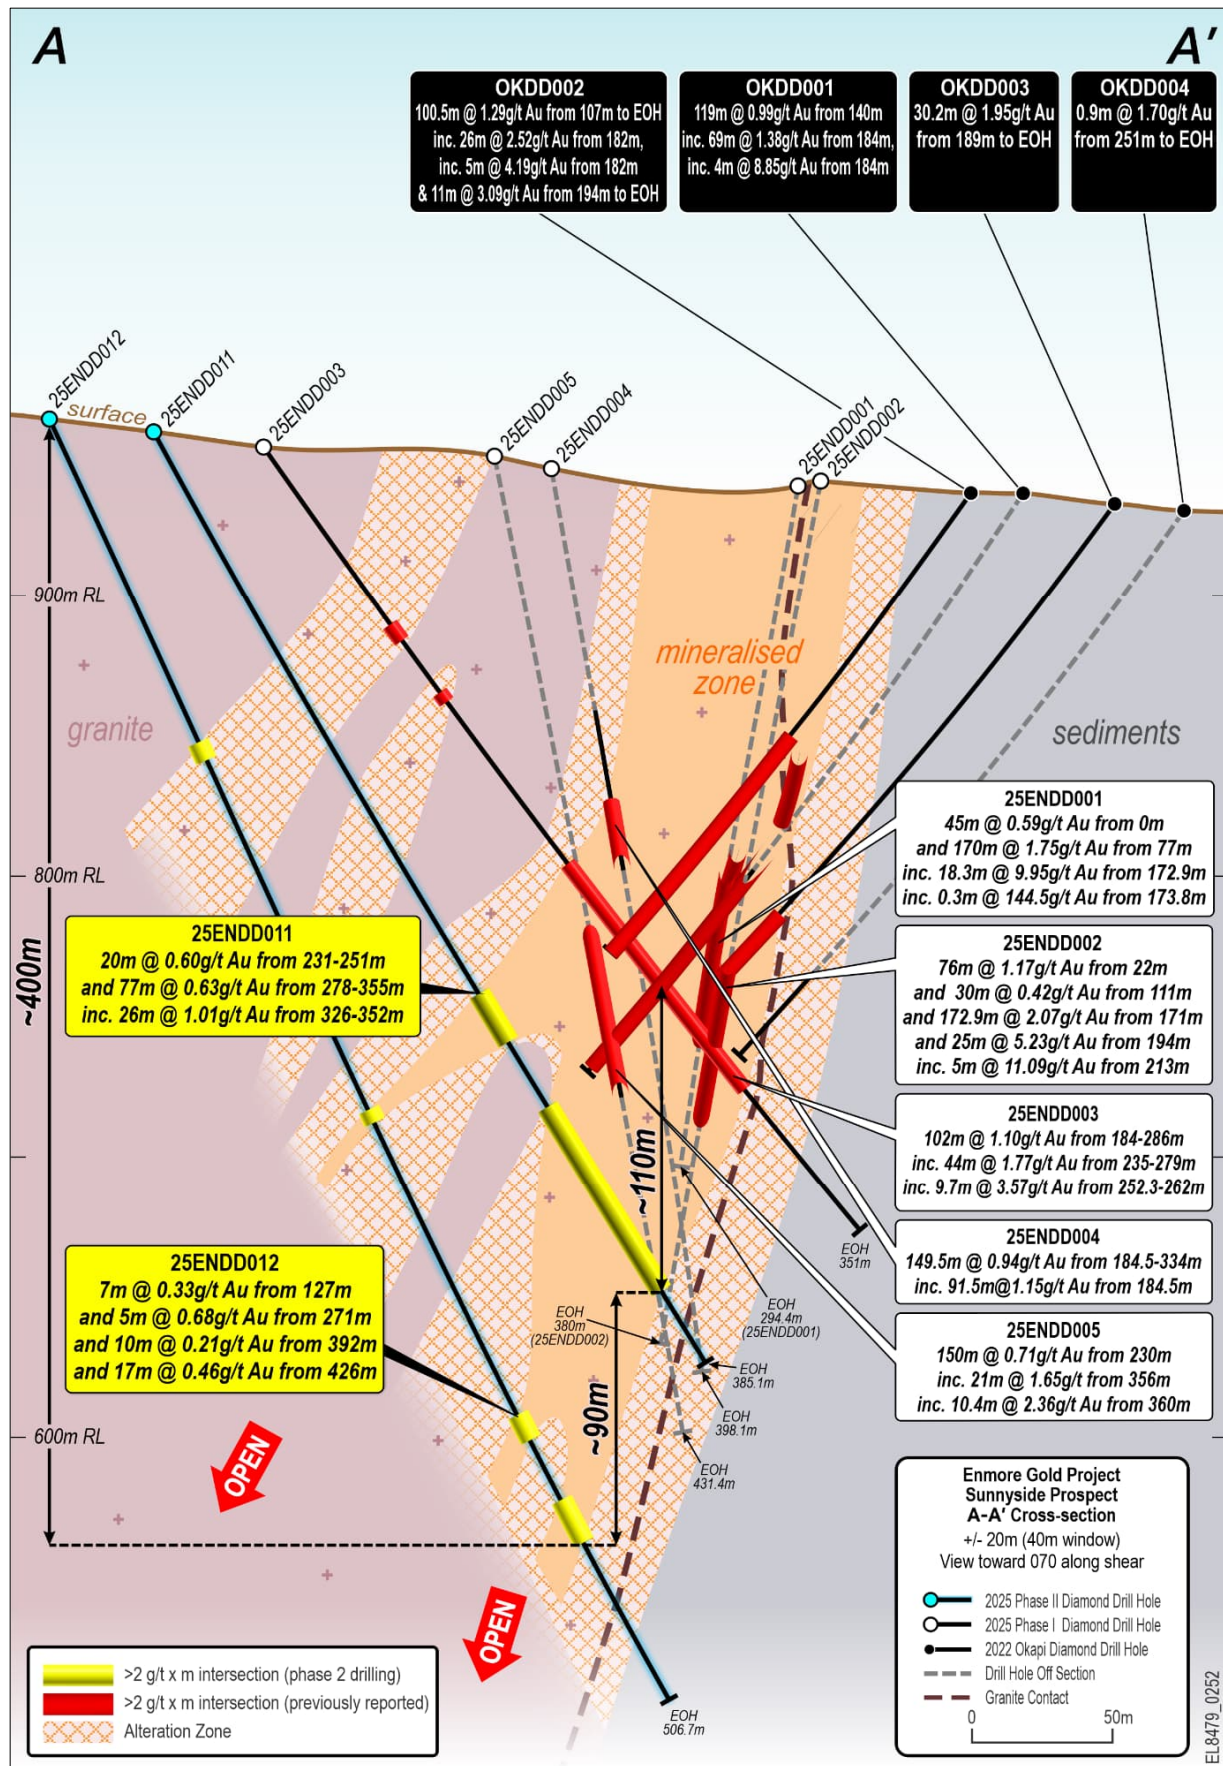 A
A'
OKDD002
100.5m @ 1.29g/t Au from 107m to EOH
inc. 26m @ 2.52g/t Au from 182m,
inc. 5m @ 4.19g/t Au from 182m
& 11m @ 3.09g/t Au from 194m to EOH
OKDD001
119m @ 0.99g/t Au from 140m
inc. 69m @ 1.38g/t Au from 184m,
inc. 4m @ 8.85g/t Au from 184m
OKDD003
30.2m @ 1.95g/t Au
from 189m to EOH
OKDD004
0.9m @ 1.70g/t Au
from 251m to EOH
25ENDD012
surface
25ENDD011
25ENDD003
25ENDD005
25ENDD004
25ENDD001
25ENDD002
900m RL
800m RL
600m RL
granite
mineralised
zone
sediments
~400m
~110m
~90m
25ENDD011
20m @ 0.60g/t Au from 231-251m
and 77m @ 0.63g/t Au from 278-355m
inc. 26m @ 1.01g/t Au from 326-352m
25ENDD012
7m @ 0.33g/t Au from 127m
and 5m @ 0.68g/t Au from 271m
and 10m @ 0.21g/t Au from 392m
and 17m @ 0.46g/t Au from 426m
25ENDD001
45m @ 0.59g/t Au from 0m
and 170m @ 1.75g/t Au from 77m
inc. 18.3m @ 9.95g/t Au from 172.9m
inc. 0.3m @ 144.5g/t Au from 173.8m
25ENDD002
76m @ 1.17g/t Au from 22m
and 30m @ 0.42g/t Au from 111m
and 172.9m @ 2.07g/t Au from 171m
and 25m @ 5.23g/t Au from 194m
inc. 5m @ 11.09g/t Au from 213m
25ENDD003
102m @ 1.10g/t Au from 184-286m
inc. 44m @ 1.77g/t Au from 235-279m
inc. 9.7m @ 3.57g/t Au from 252.3-262m
25ENDD004
149.5m @ 0.94g/t Au from 184.5-334m
inc. 91.5m@1.15g/t Au from 184.5m
25ENDD005
150m @ 0.71g/t Au from 230m
inc. 21m @ 1.65g/t Au from 356m
inc. 10.4m @ 2.36g/t Au from 360m
EOH
351m
EOH
294.4m
(25ENDD001)
EOH
380m
(25ENDD002)
EOH
385.1m
EOH
398.1m
EOH
431.4m
EOH
506.7m
OPEN
OPEN
Enmore Gold Project
Sunnyside Prospect
A-A' Cross-section
+/- 20m (40m window)
View toward 070 along shear
2025 Phase II Diamond Drill Hole
2025 Phase I Diamond Drill Hole
2022 Okapi Diamond Drill Hole
Drill Hole Off Section
Granite Contact
0 50m
>2 g/t x m intersection (phase 2 drilling)
>2 g/t x m intersection (previously reported)
Alteration Zone
EL8479_0252